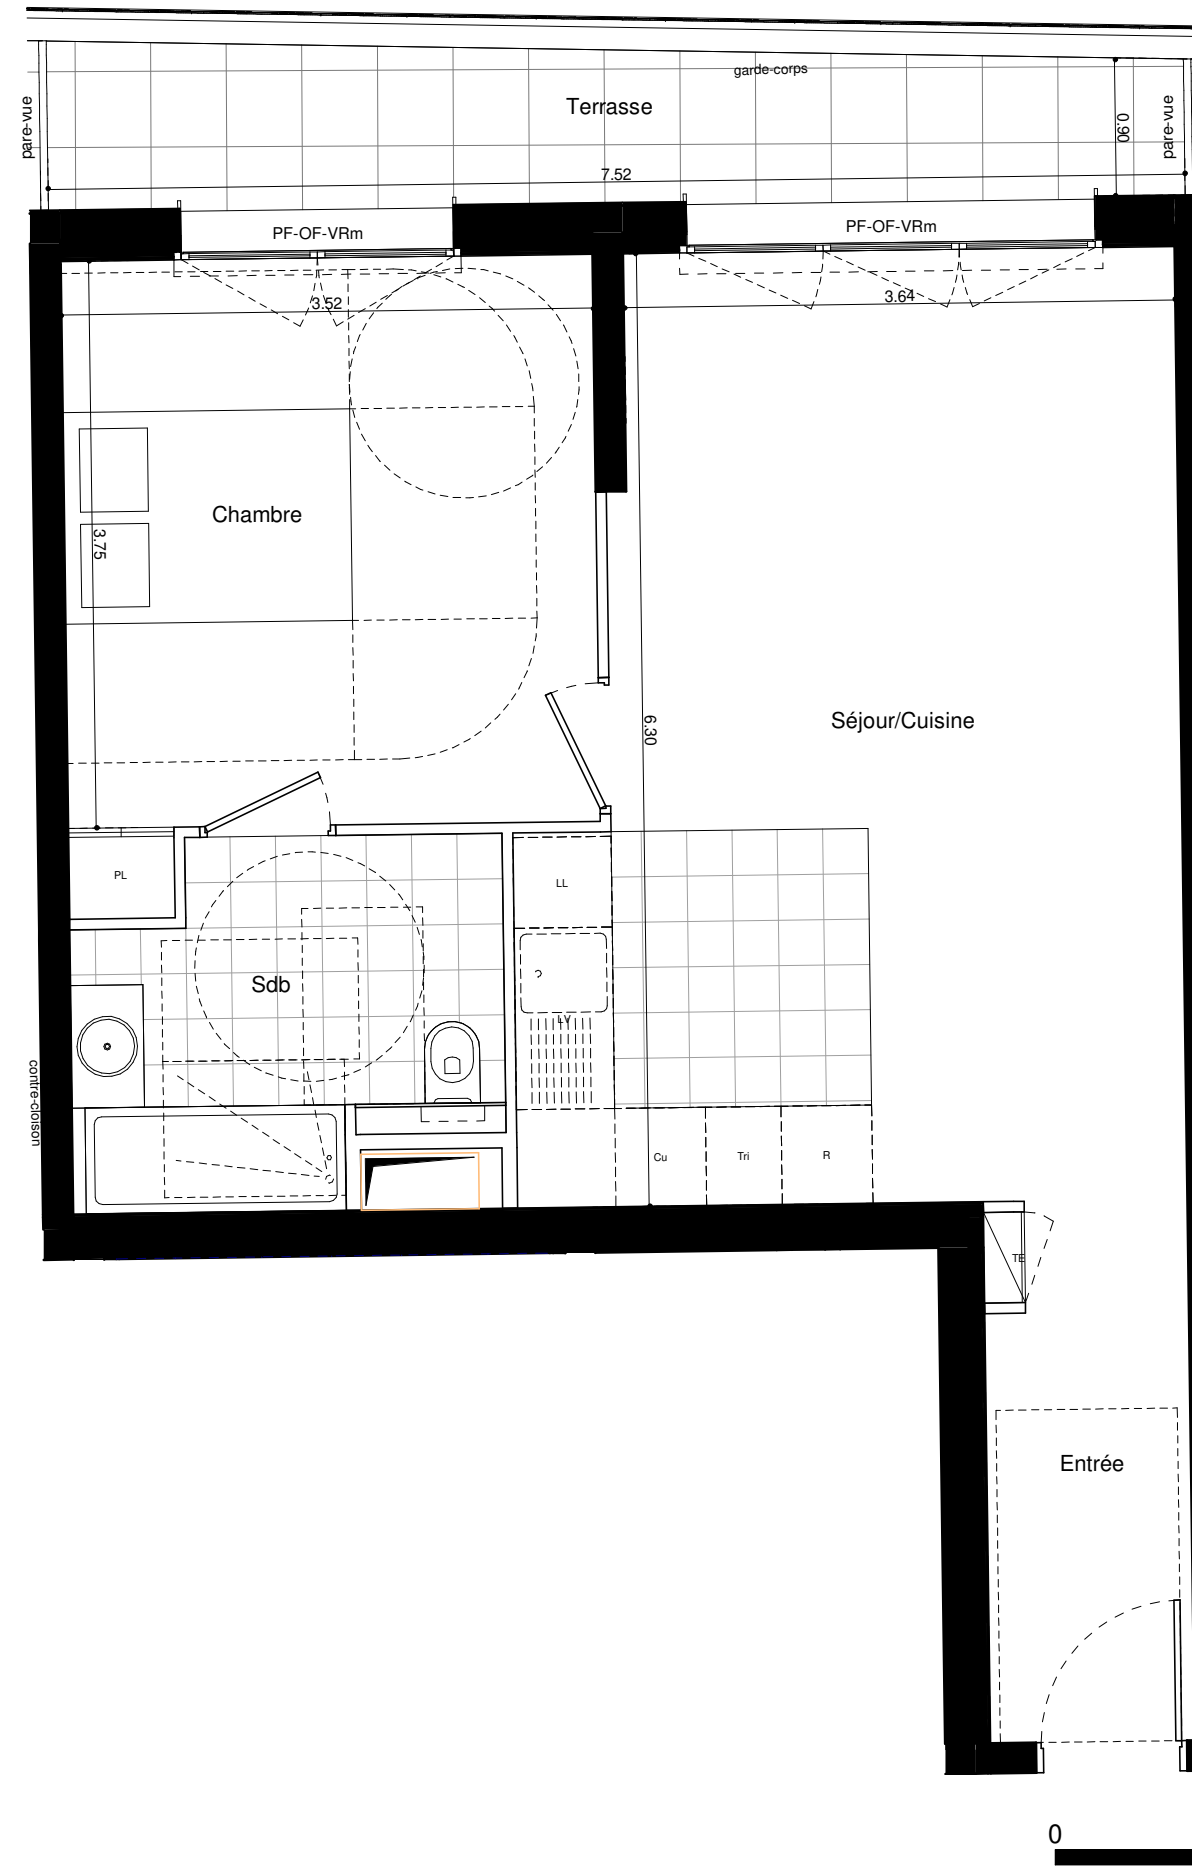 garde-corps
Terrasse
pare-vue
0.90
pare-vue
7.52
PF-OF-VRm
PF-OF-VRm
3.52
3.64
Chambre
3.75
6.30
Séjour/Cuisine
PL
LL
Sdb
LV
contre-cloison
Cu
Tri
R
TE
Entrée
0